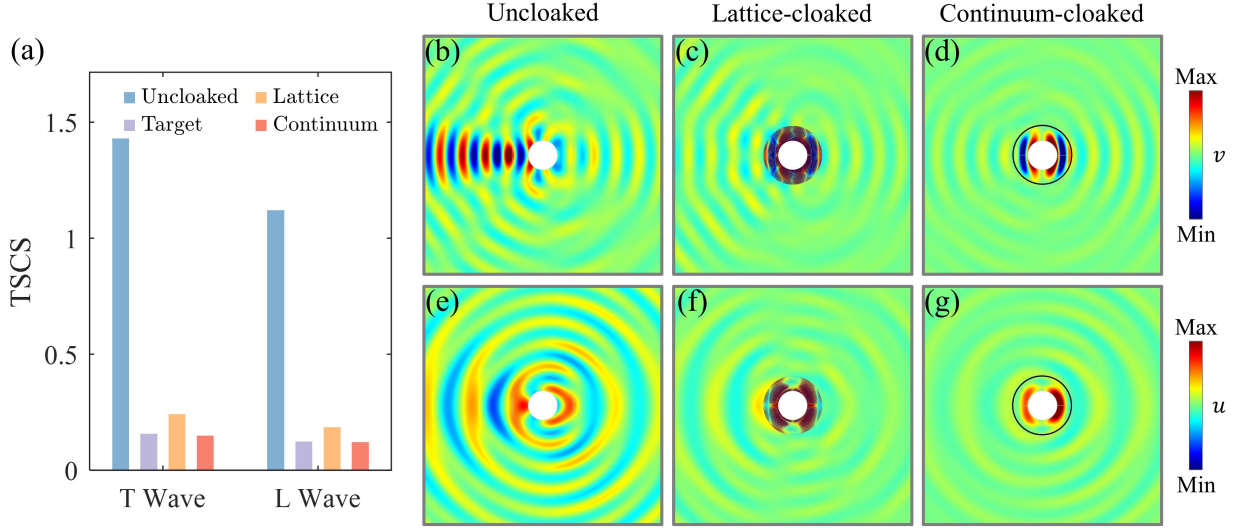 Uncloaked
Lattice-cloaked
Continuum-cloaked
(a)
Uncloaked
Lattice
Target
Continuum
TSCS
1.5
1
0.5
0
T Wave
L Wave
(b)
(c)
(d)
Max
v
Min
(e)
(f)
(g)
Max
u
Min